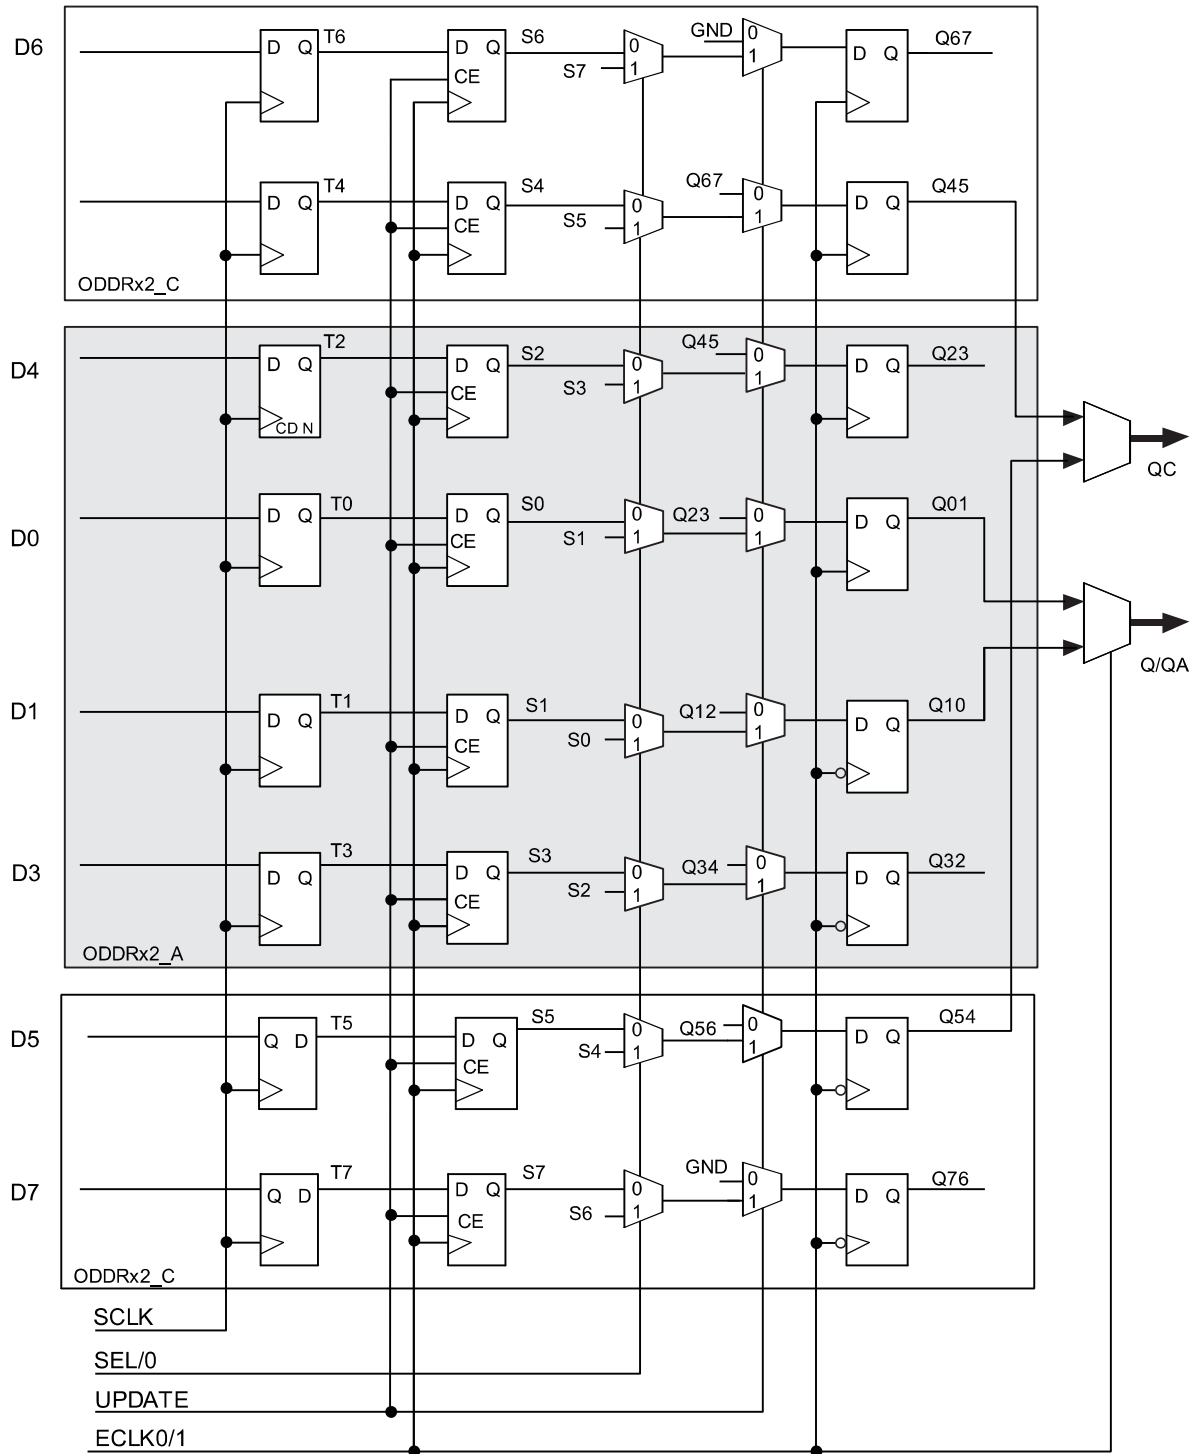 D6
D Q
T6
D Q
CE
S6
0
1
S7
GND
0
1
D Q
Q67
D Q
T4
D Q
CE
S4
0
1
S5
Q67
0
1
D Q
Q45
ODDRx2_C
D4
D Q
CD N
T2
D Q
CE
S2
0
1
S3
Q45
0
1
D Q
Q23
QC
D0
D Q
T0
D Q
CE
S0
0
1
S1
Q23
0
1
D Q
Q01
Q/QA
D1
D Q
T1
D Q
CE
S1
0
1
S0
Q12
0
1
D Q
Q10
D3
D Q
T3
D Q
CE
S3
0
1
S2
Q34
0
1
D Q
Q32
ODDRx2_A
D5
Q D
T5
D Q
CE
S5
0
1
S4
Q56
0
1
D Q
Q54
D7
Q D
T7
D Q
CE
S7
0
1
S6
GND
0
1
D Q
Q76
ODDRx2_C
SCLK
SEL/0
UPDATE
ECLK0/1